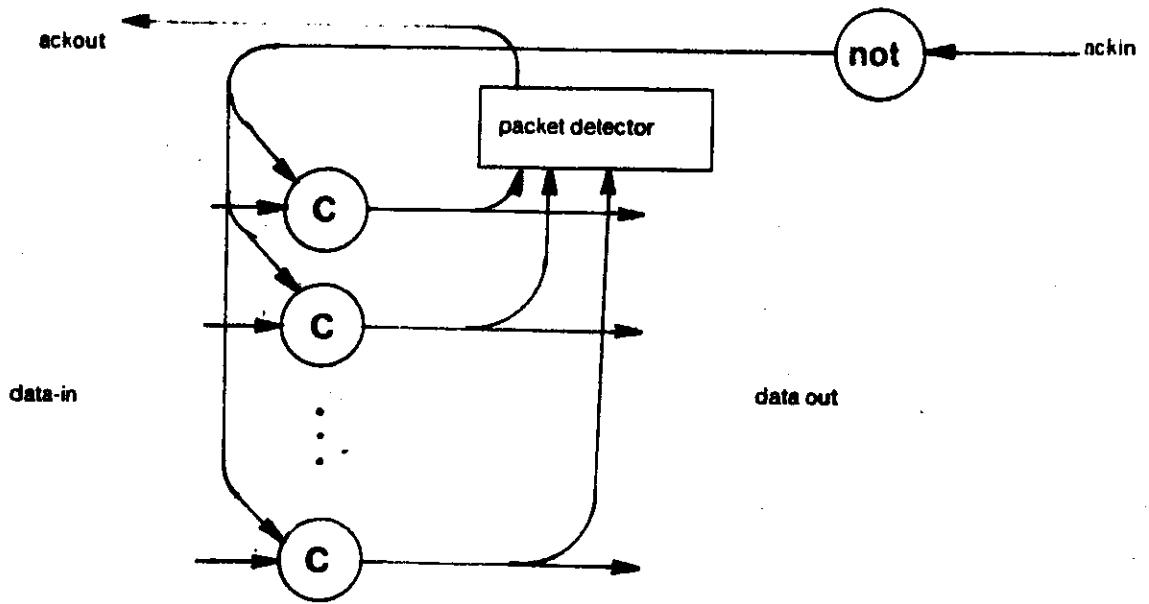 ackout
not
ackin
packet detector
C
C
data-in
data out
C